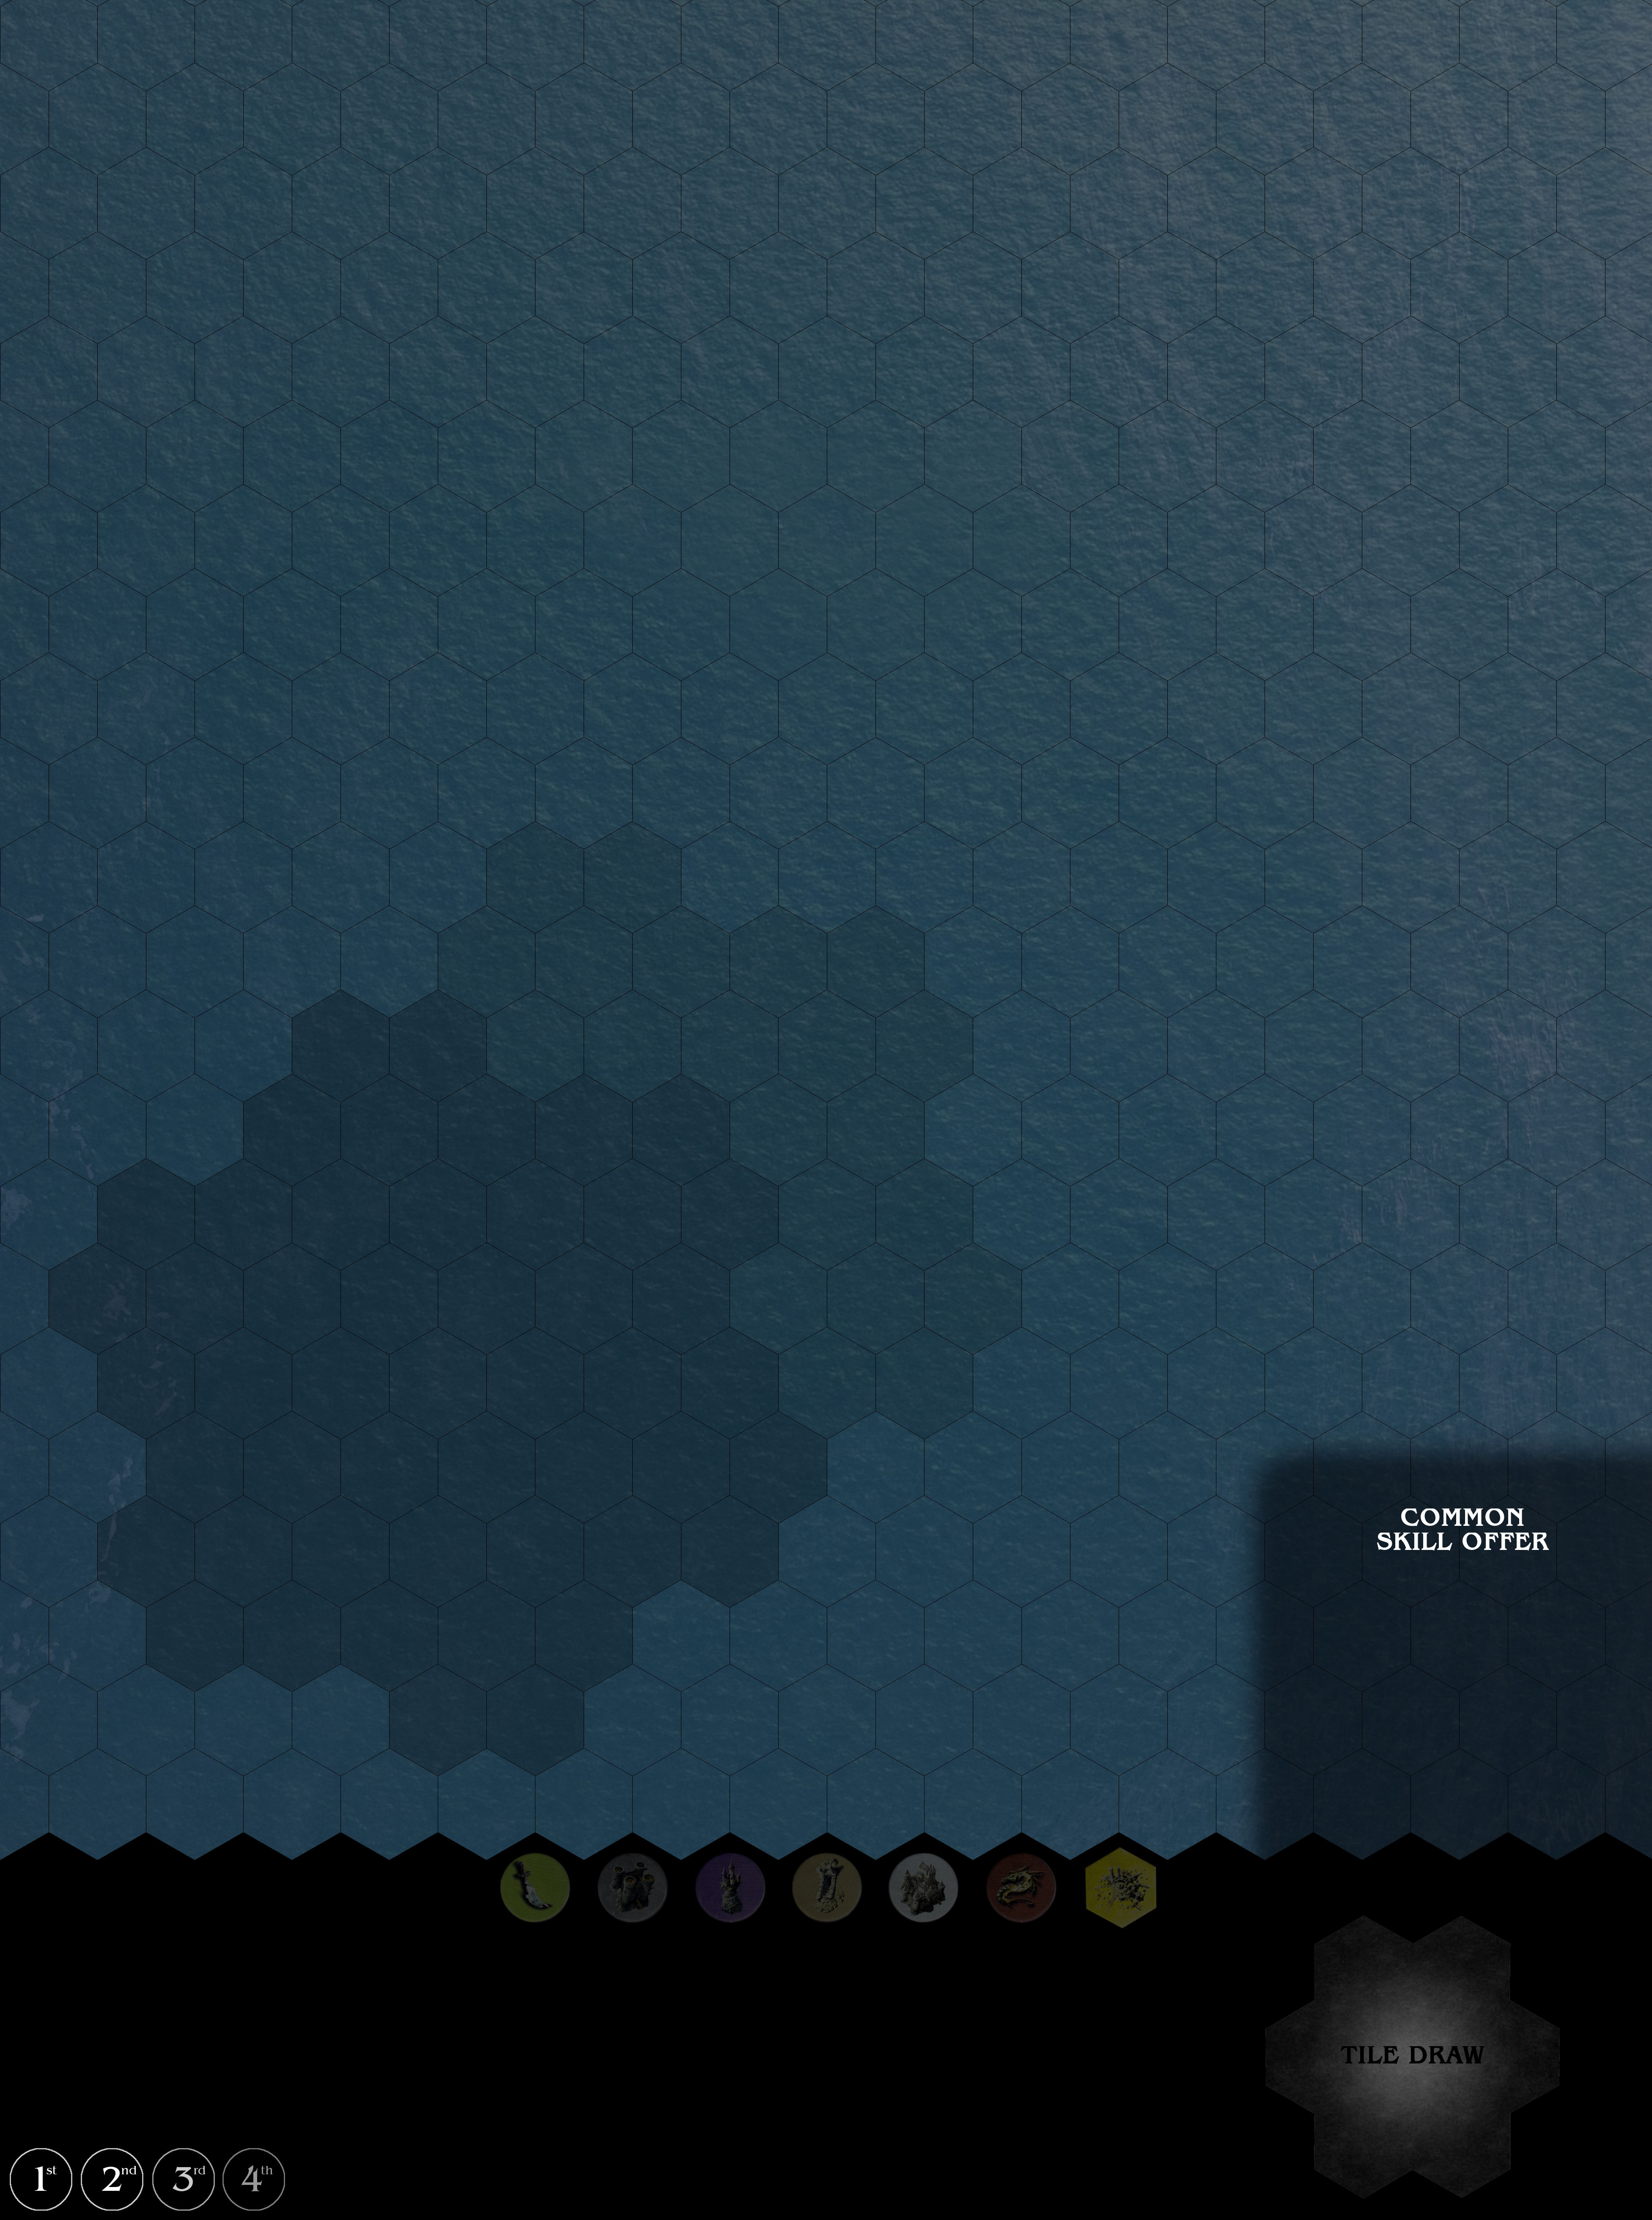 COMMON
SKILL OFFER
TILE DRAW
1st 2nd 3rd 4th